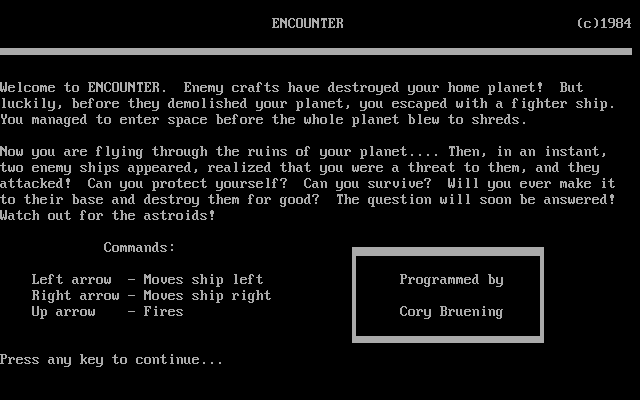 ENCOUNTER (c)1984
Welcome to ENCOUNTER. Enemy crafts have destroyed your home planet! But
luckily, before they demolished your planet, you escaped with a fighter ship.
You managed to enter space before the whole planet blew to shreds.
Now you are flying through the ruins of your planet.... Then, in an instant,
two enemy ships appeared, realized that you were a threat to them, and they
attacked! Can you protect yourself? Can you survive? Will you ever make it
to their base and destroy them for good? The question will soon be answered!
Watch out for the astroids!
Commands:
Left arrow - Moves ship left
Right arrow - Moves ship right
Up arrow - Fires
Programmed by
Cory Bruening
Press any key to continue...